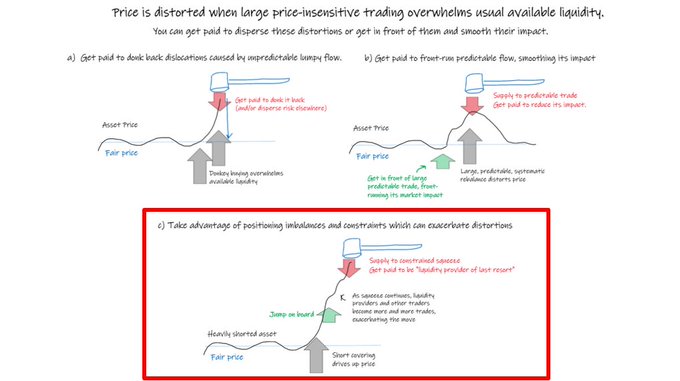 Price is distorted when large price-insensitive trading overwhelms usual available liquidity.
You can get paid to disperse these distortions or get in front of them and smooth their impact.
a) Get paid to donk back dislocations caused by unpredictable lumpy flow.
Get paid to donk it back
(and/or disperse risk elsewhere)
Asset Price
Fair price
Donkey buying overwhelms
available liquidity
b) Get paid to front-run predictable flow, smoothing its impact
Supply to predictable trade
Get paid to reduce its impact.
Asset Price
Fair price
Get in front of large
predictable trade, front-
running its market impact
Large, predictable, systematic
rebalance distorts price
c) Take advantage of positioning imbalances and constraints which can exacerbate distortions
Supply to constrained squeeze
Get paid to be "liquidity provider of last resort"
As squeeze continues, liquidity
providers and other traders
become more and more trades,
exacerbating the move
Jump on board
Heavily shorted asset
Fair price
Short covering
drives up price